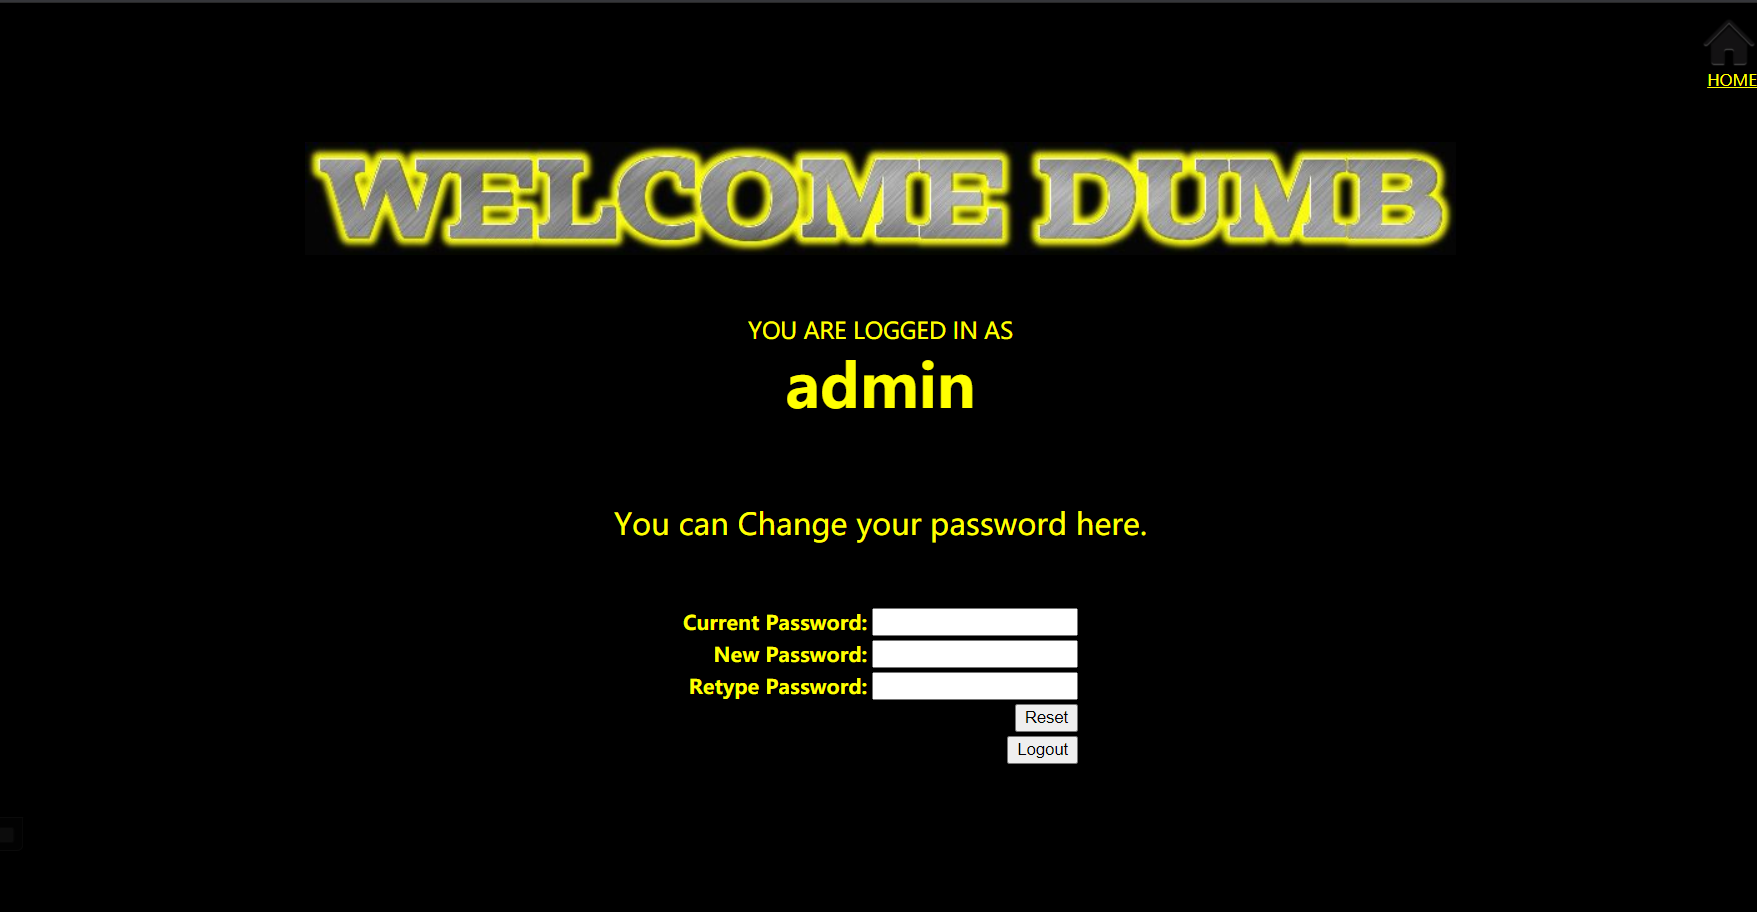 HOME
WELCOME DUMB
YOU ARE LOGGED IN AS
admin
You can Change your password here.
Current Password:
New Password:
Retype Password:
Reset
Logout